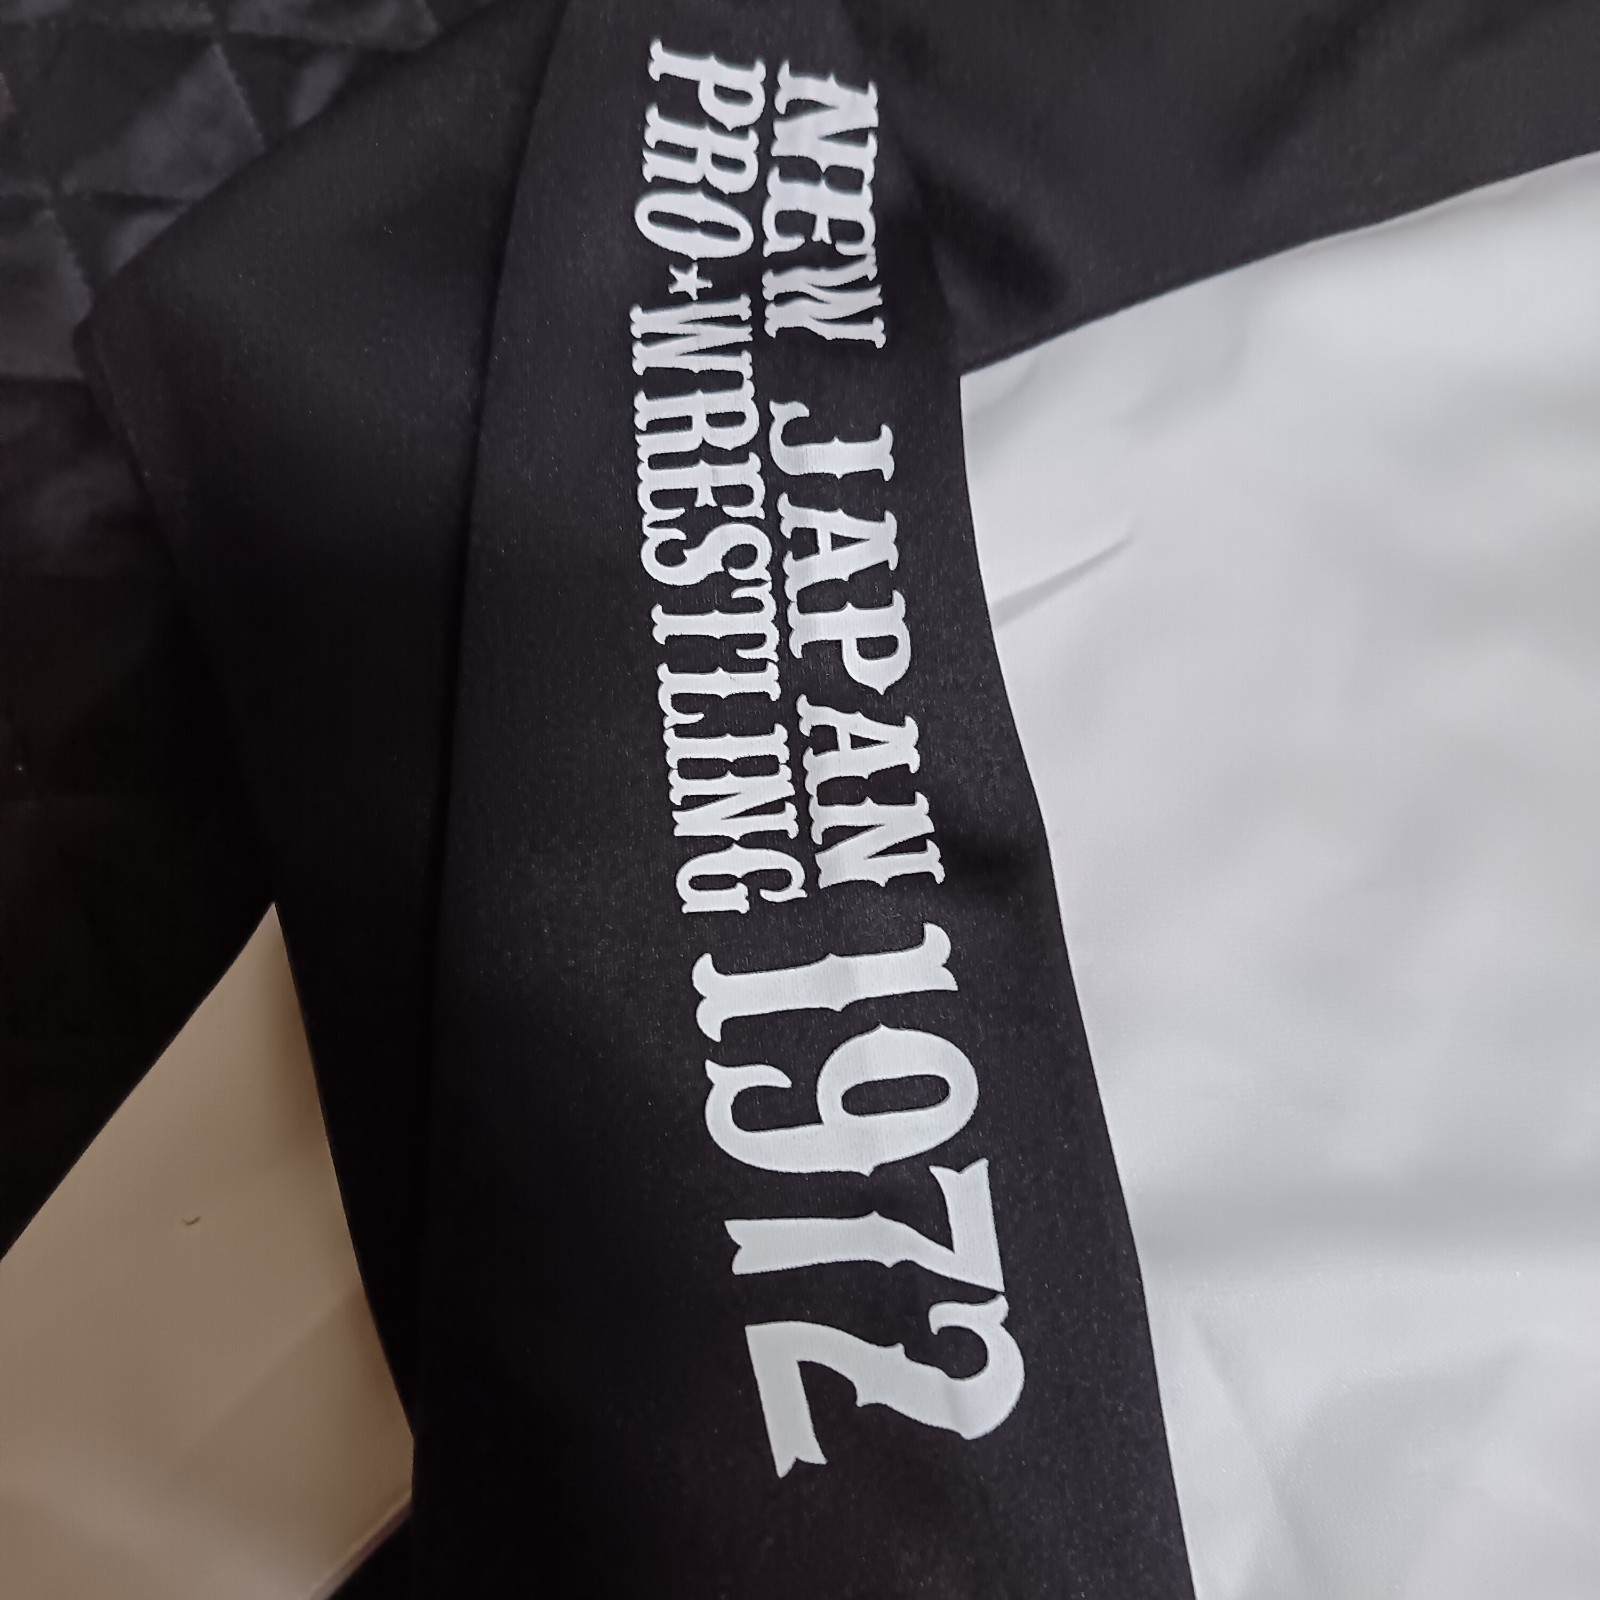 NEW JAPAN
PRO★WRESTLING
1972